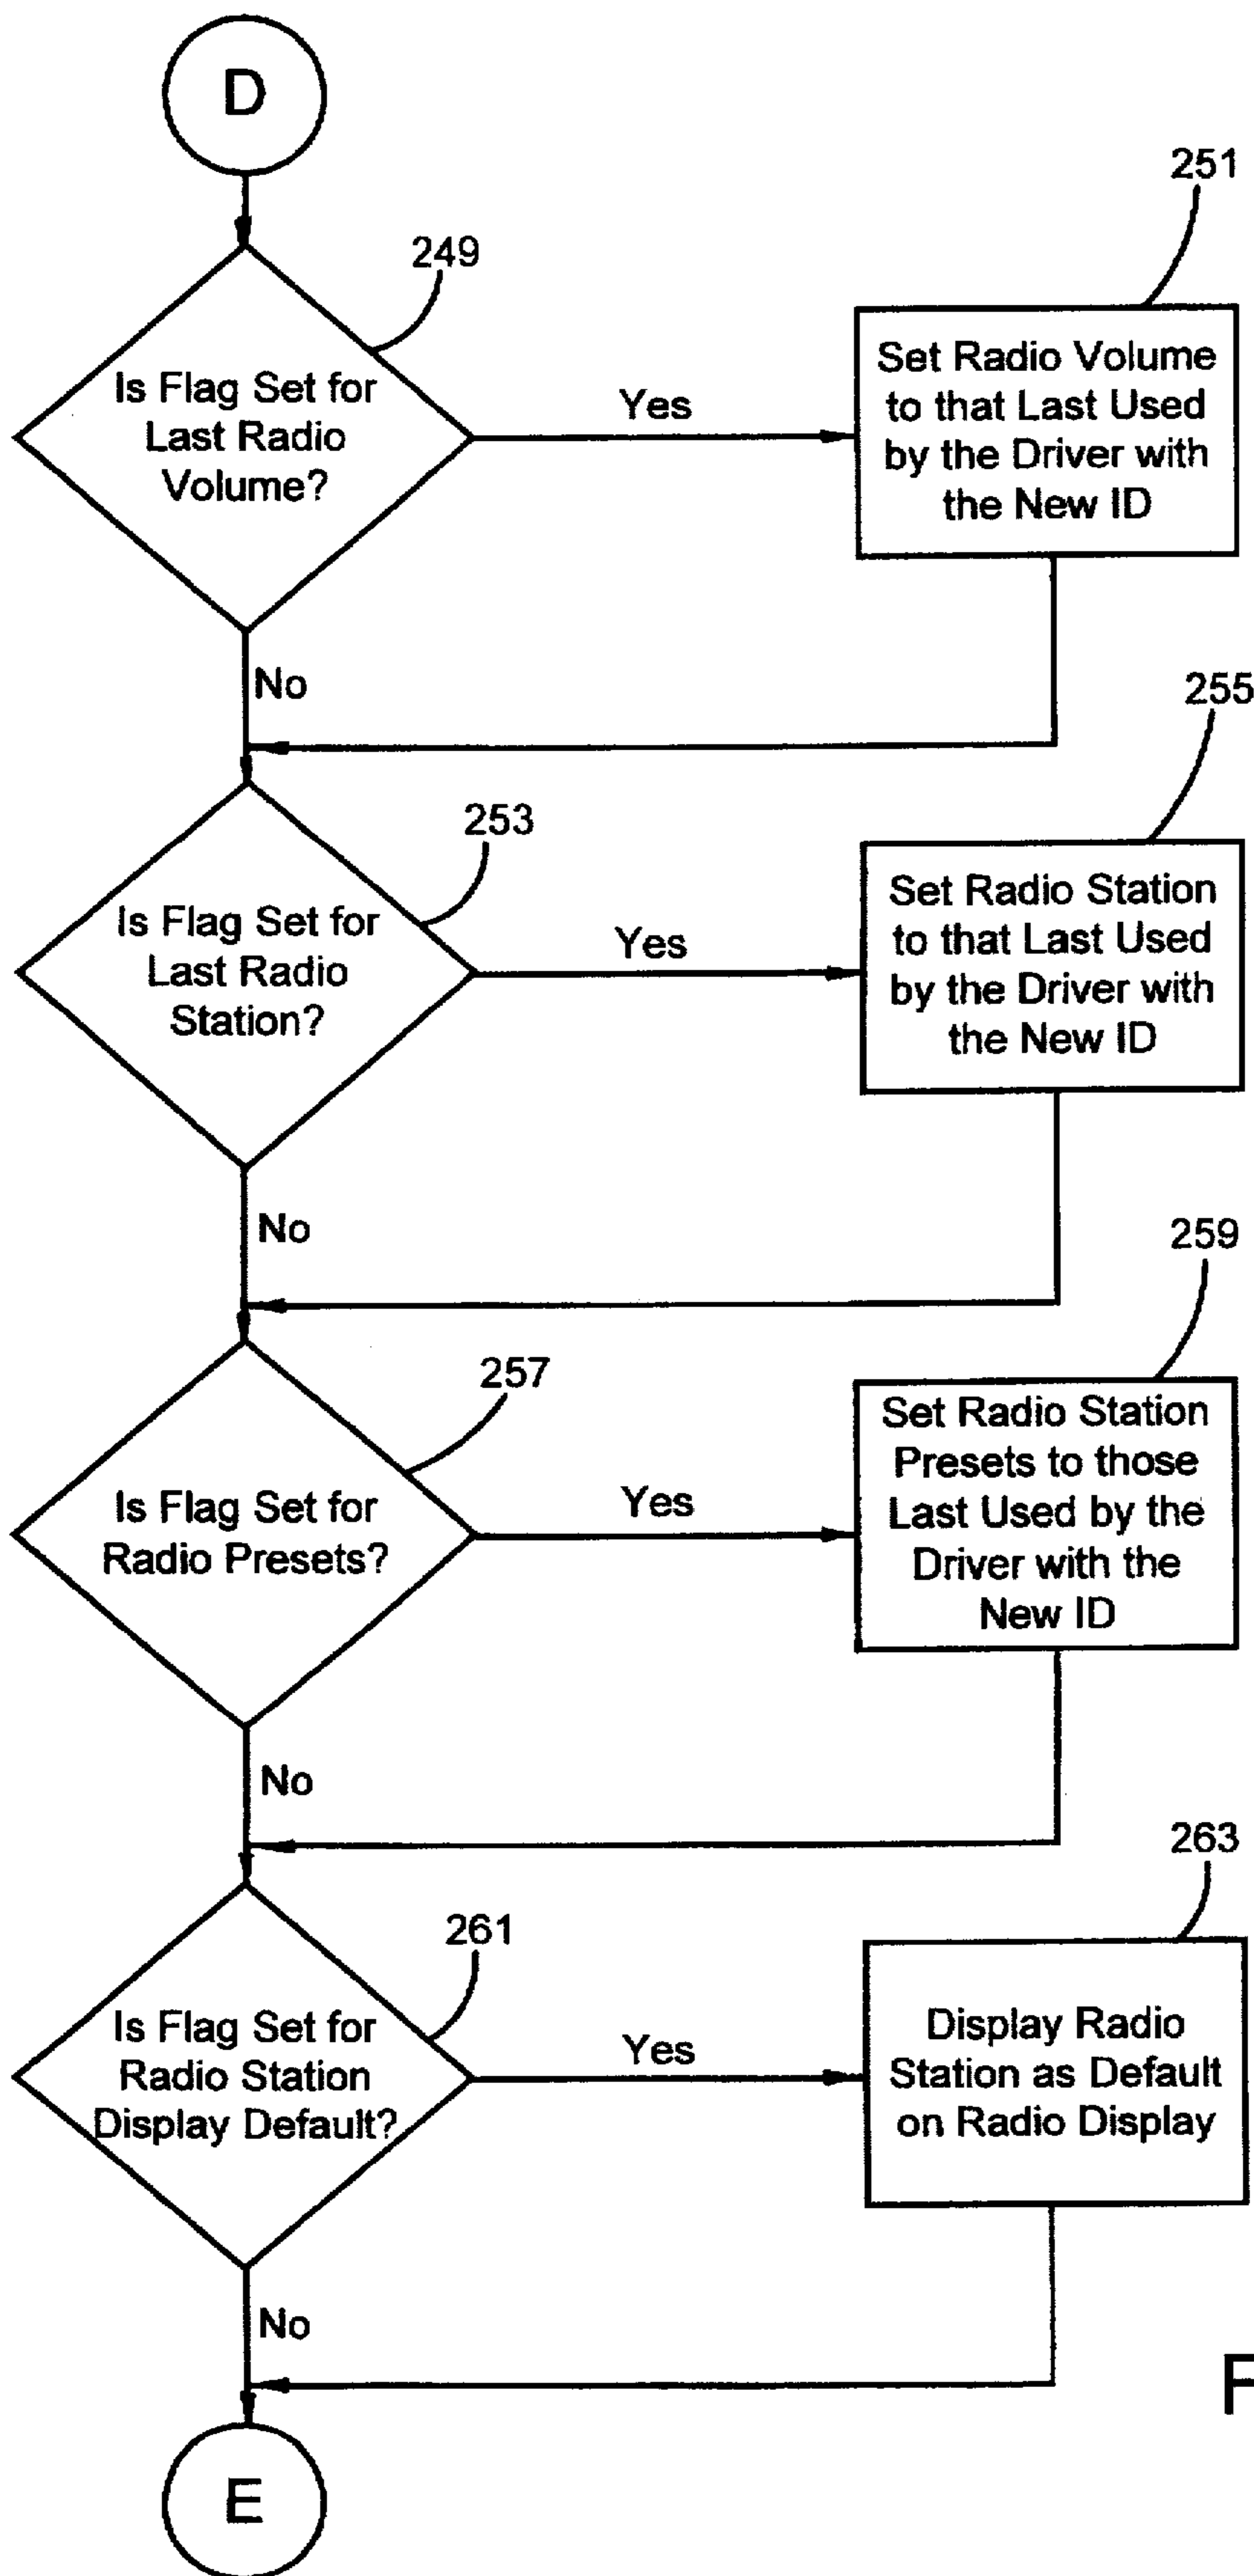 D
249
Is Flag Set for
Last Radio
Volume?
Yes
251
Set Radio Volume
to that Last Used
by the Driver with
the New ID
No
253
Is Flag Set for
Last Radio
Station?
Yes
255
Set Radio Station
to that Last Used
by the Driver with
the New ID
No
257
Is Flag Set for
Radio Presets?
Yes
259
Set Radio Station
Presets to those
Last Used by the
Driver with the
New ID
No
261
Is Flag Set for
Radio Station
Display Default?
Yes
263
Display Radio
Station as Default
on Radio Display
No
E
F